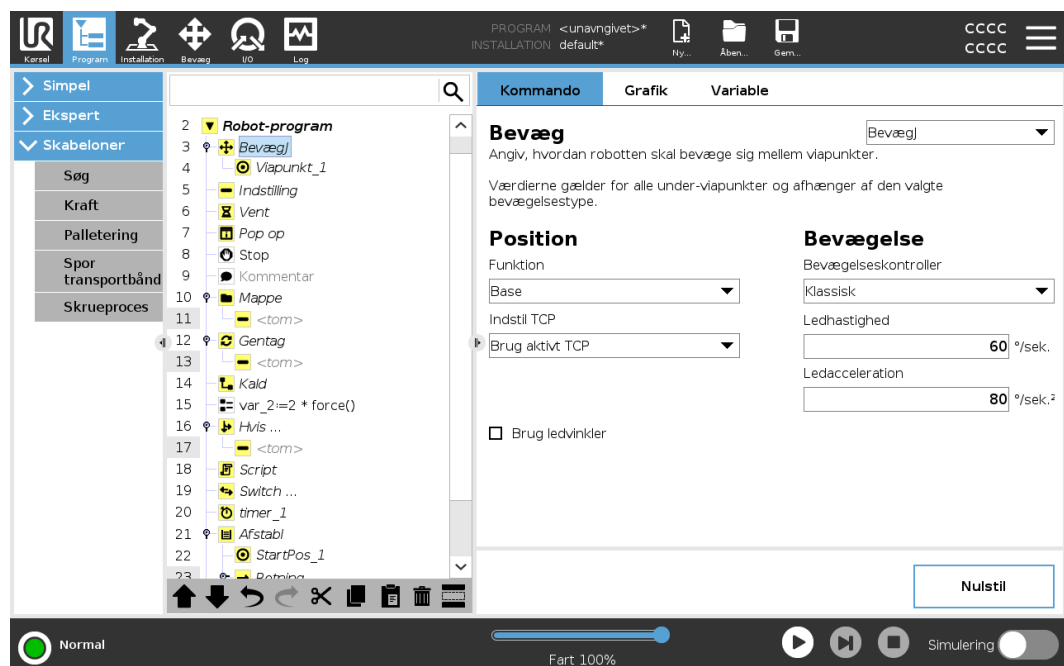 PROGRAM <unavngivet>*
INSTALLATION default*
Kørsel
Program
Installation
Bevæg
I/O
Log
Ny...
Åben...
Gem...
CCCC
CCCC
Simpel
Ekspert
Skabeloner
Søg
Kraft
Palletering
Spor
transportbånd
Skrueproces
2 Robot-program
3 BevægJ
4 Viapunkt_1
5 Indstilling
6 Vent
7 Pop op
8 Stop
9 Kommentar
10 Mappe
11 <tom>
12 Gentag
13 <tom>
14 Kald
15 var_2:=2 * force()
16 Hvis ...
17 <tom>
18 Script
19 Switch ...
20 timer_1
21 Afstabl
22 StartPos_1
23 Retning
Kommando
Grafik
Variable
Bevæg
BevægJ
Angiv, hvordan robotten skal bevæge sig mellem viapunkter.
Værdierne gælder for alle under-viapunkter og afhænger af den valgte
bevægelsestype.
Position
Funktion
Base
Indstil TCP
Brug aktivt TCP
Brug ledvinkler
Bevægelse
Bevægelseskontroller
Klassisk
Ledhastighed
60 °/sek.
Ledacceleration
80 °/sek.²
Nulstil
Normal
Fart 100%
Simulering